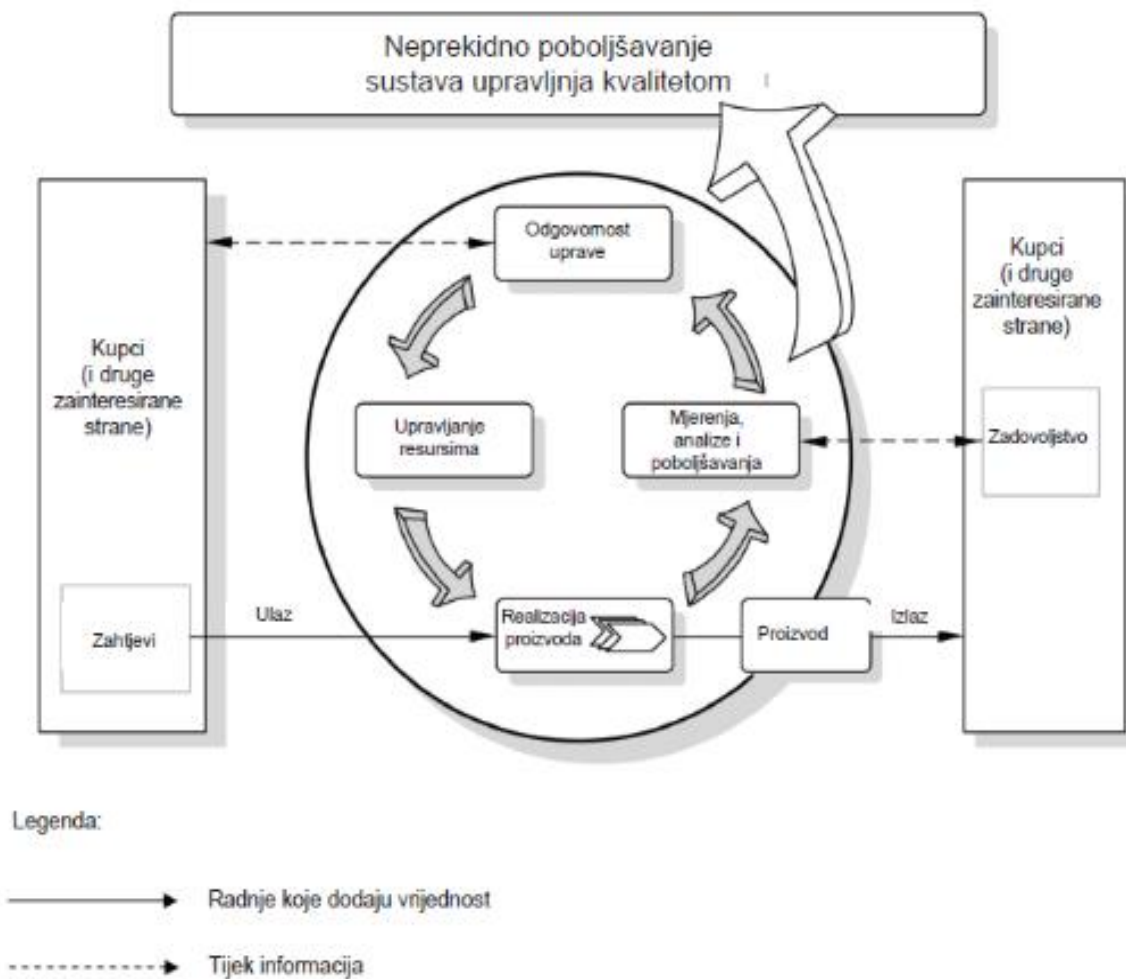 Neprekidno poboljšavanje
sustava upravljnja kvalitetom
Odgovornost
uprave
Kupci
(i druge
zainteresirane
strane)
Kupci
(i druge
zainteresirane
strane)
Upravljanje
resursima
Mjerenja,
analize i
poboljšavanja
Zadovoljstvo
Zahtjevi
Ulaz
Realizacija
proizvoda
Proizvod
Izlaz
Legenda:
Radnje koje dodaju vrijednost
Tijek informacija